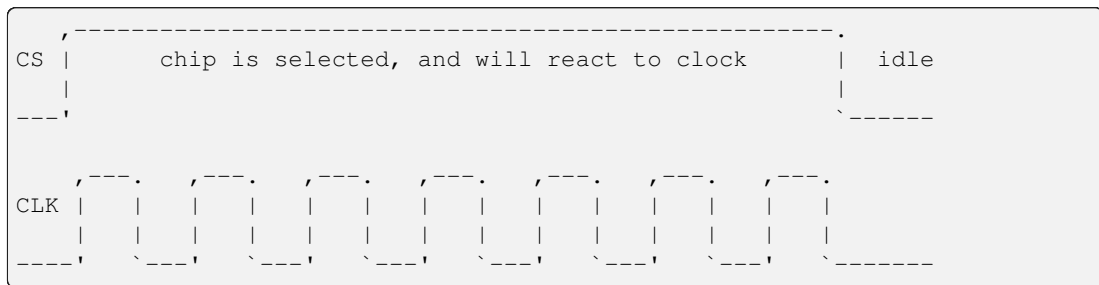 ,-----------------------------------------------------.
CS |      chip is selected, and will react to clock      |  idle
   |                                                     |
---'                                                     `------

    ,---.   ,---.   ,---.   ,---.   ,---.   ,---.   ,---.
CLK |   |   |   |   |   |   |   |   |   |   |   |   |   |
    |   |   |   |   |   |   |   |   |   |   |   |   |   |
----'   `---'   `---'   `---'   `---'   `---'   `---'   `-------